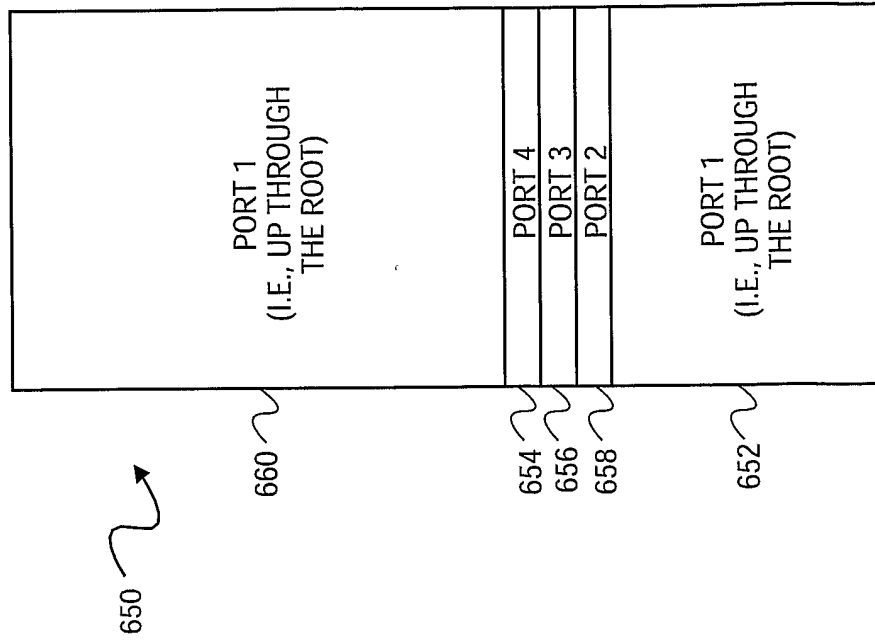 650
660
PORT 1
(I.E., UP THROUGH
THE ROOT)
654
PORT 4
656
PORT 3
658
PORT 2
652
PORT 1
(I.E., UP THROUGH
THE ROOT)